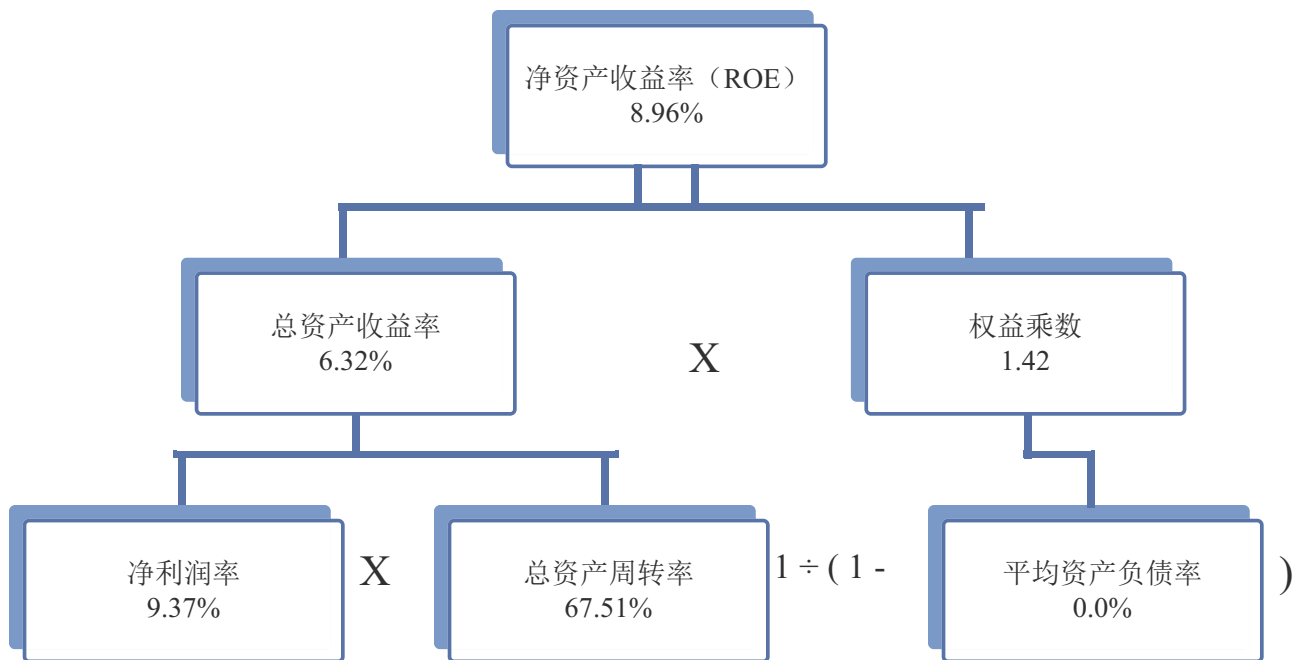 净资产收益率（ROE）
8.96%
总资产收益率
6.32%
X
权益乘数
1.42
净利润率
9.37%
X
总资产周转率
67.51%
1 ÷ ( 1 -
平均资产负债率
0.0%
)